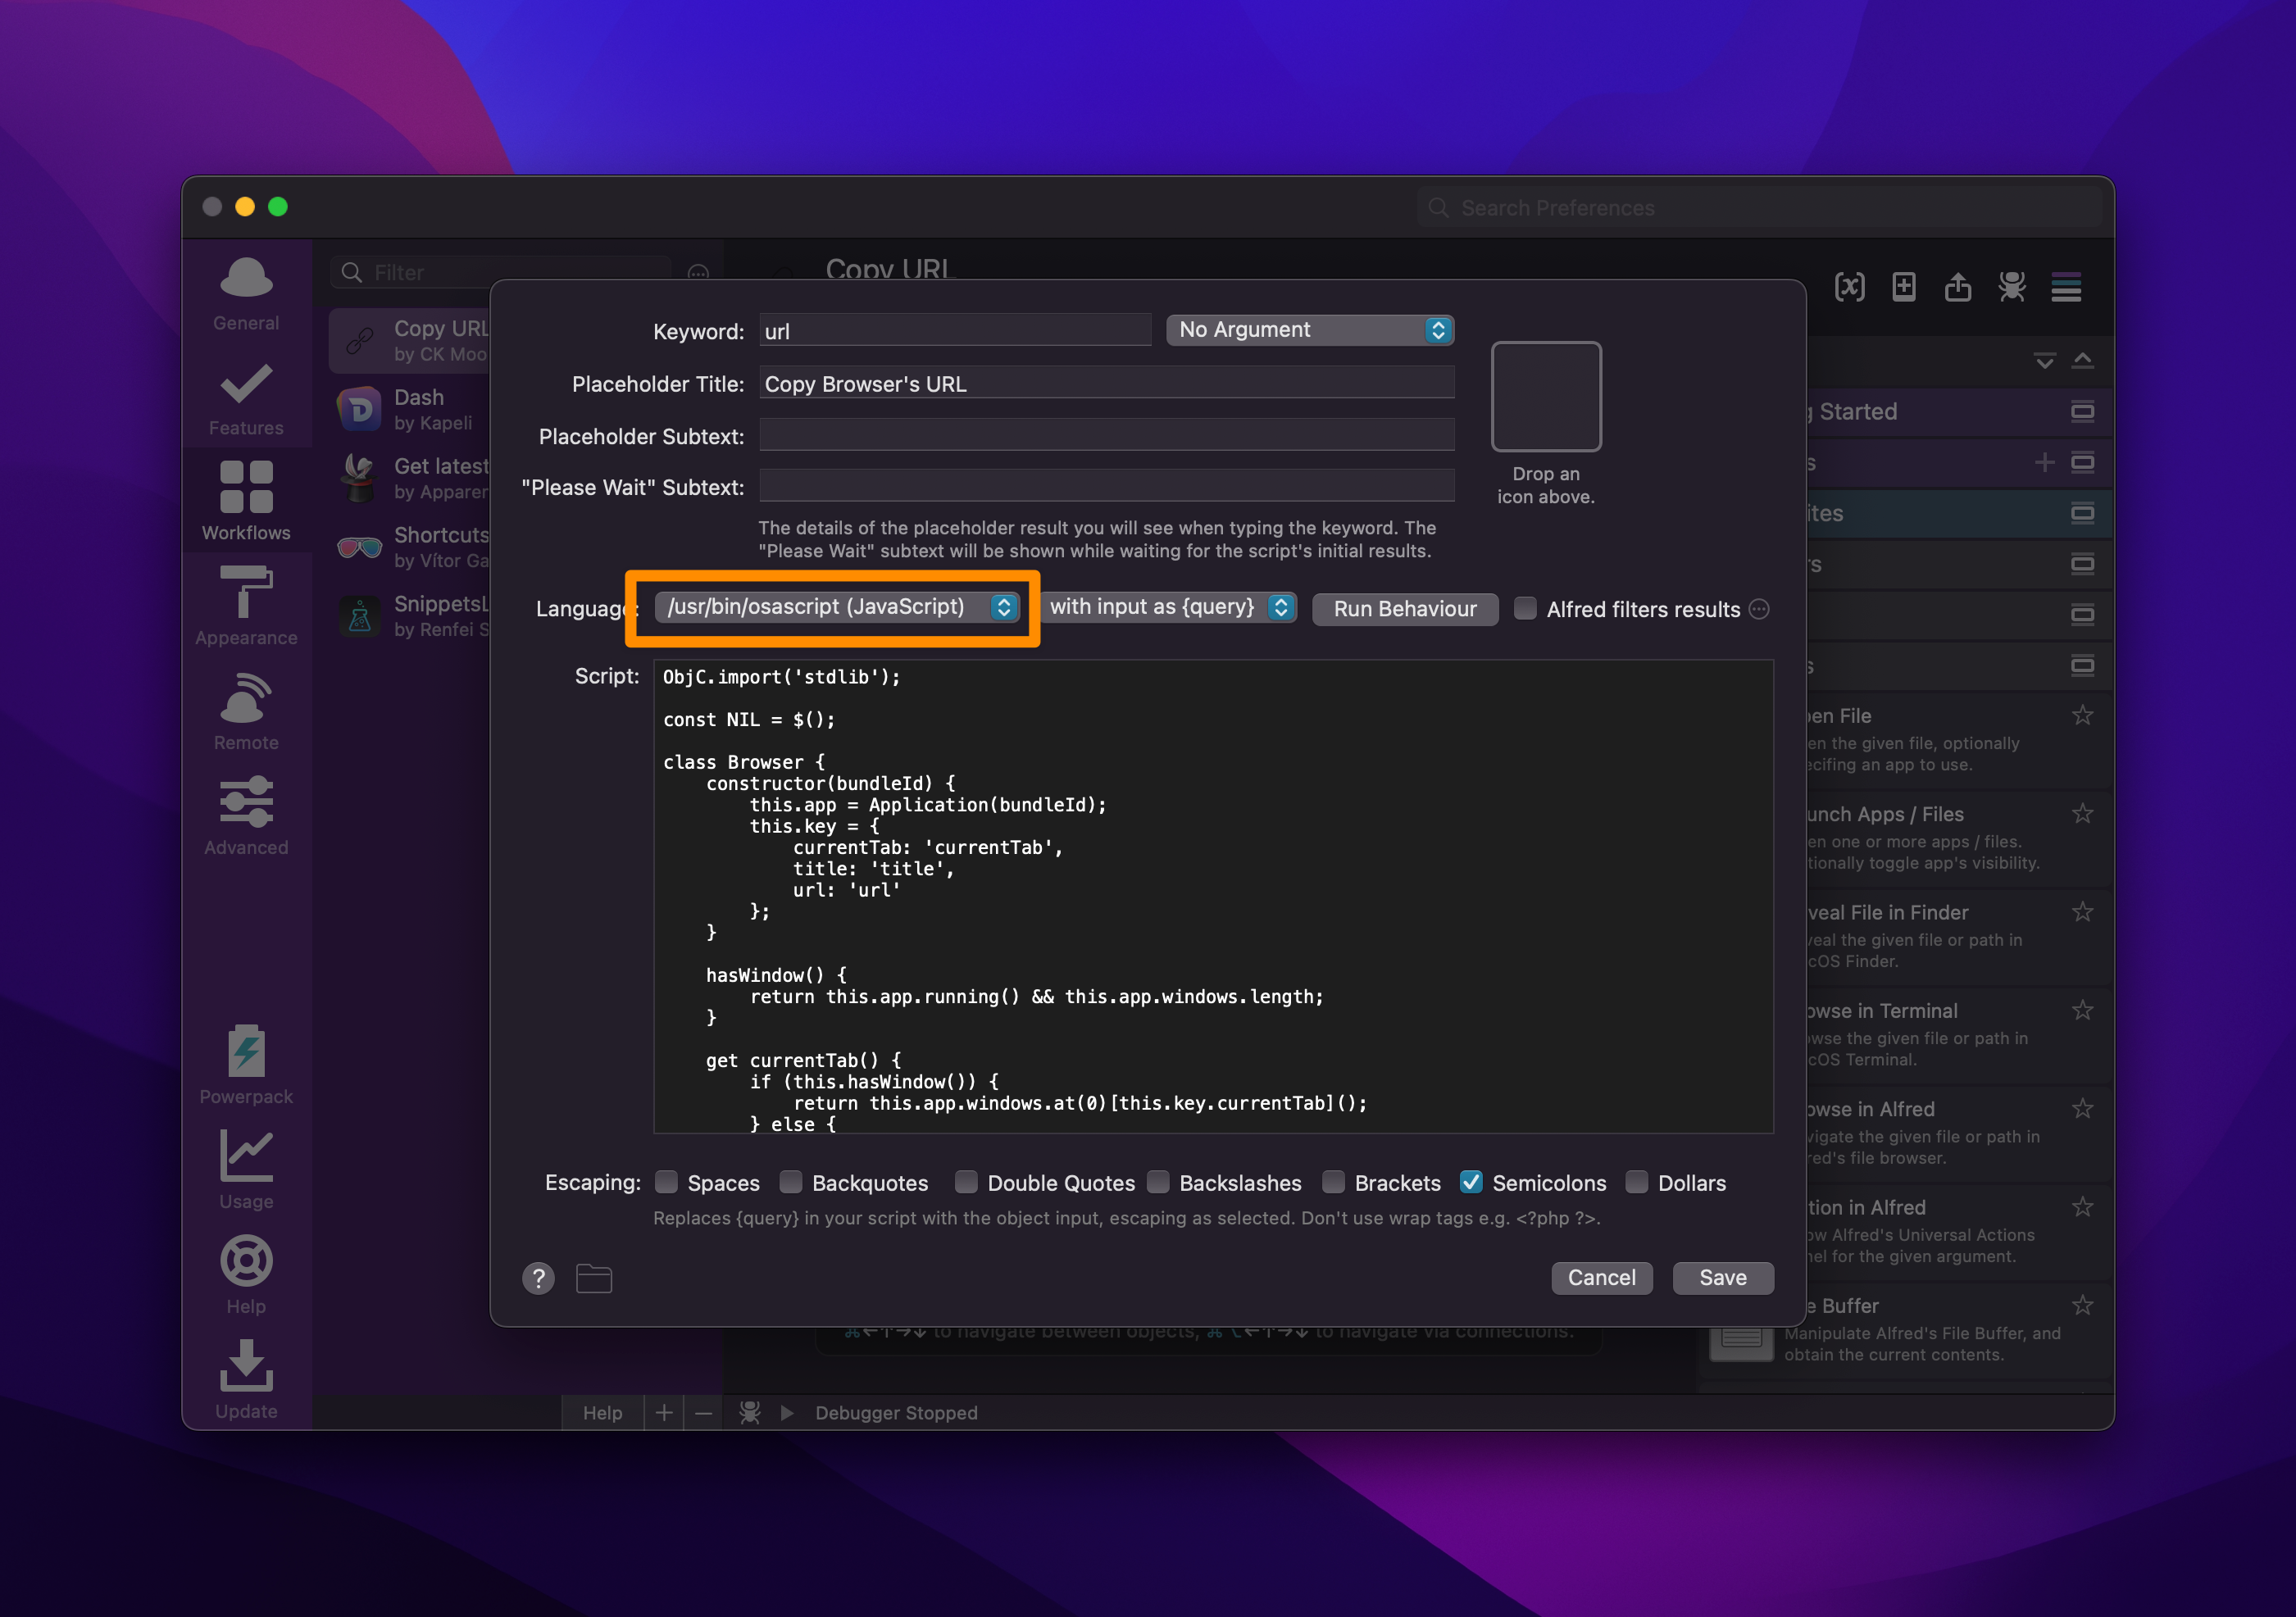 Search Preferences
General
Features
Workflows
Appearance
Remote
Advanced
Powerpack
Usage
Help
Update
Filter
Copy URL
by CK Moo
Dash
by Kapeli
Get latest
by Apparer
Shortcuts
by Vítor Ga
SnippetsL
by Renfei S
Copy URL
Keyword: url No Argument
Placeholder Title: Copy Browser's URL
Placeholder Subtext:
"Please Wait" Subtext:
Drop an
icon above.
The details of the placeholder result you will see when typing the keyword. The
"Please Wait" subtext will be shown while waiting for the script's initial results.
Language: /usr/bin/osascript (JavaScript) with input as {query} Run Behaviour Alfred filters results
Script:
ObjC.import('stdlib');
const NIL = $();
class Browser {
constructor(bundleId) {
this.app = Application(bundleId);
this.key = {
currentTab: 'currentTab',
title: 'title',
url: 'url'
};
}
hasWindow() {
return this.app.running() && this.app.windows.length;
}
get currentTab() {
if (this.hasWindow()) {
return this.app.windows.at(0)[this.key.currentTab]();
} else {
Escaping: Spaces Backquotes Double Quotes Backslashes Brackets Semicolons Dollars
Replaces {query} in your script with the object input, escaping as selected. Don't use wrap tags e.g. <?php ?>.
? Cancel Save
⌘←↑→↓ to navigate between objects, ⌘⌥←↑→↓ to navigate via connections.
Help + − Debugger Stopped
g Started
s
ites
rs
s
pen File
en the given file, optionally
ecifing an app to use.
unch Apps / Files
en one or more apps / files.
tionally toggle app's visibility.
veal File in Finder
veal the given file or path in
cOS Finder.
owse in Terminal
owse the given file or path in
cOS Terminal.
owse in Alfred
vigate the given file or path in
red's file browser.
tion in Alfred
ow Alfred's Universal Actions
nel for the given argument.
e Buffer
Manipulate Alfred's File Buffer, and
obtain the current contents.